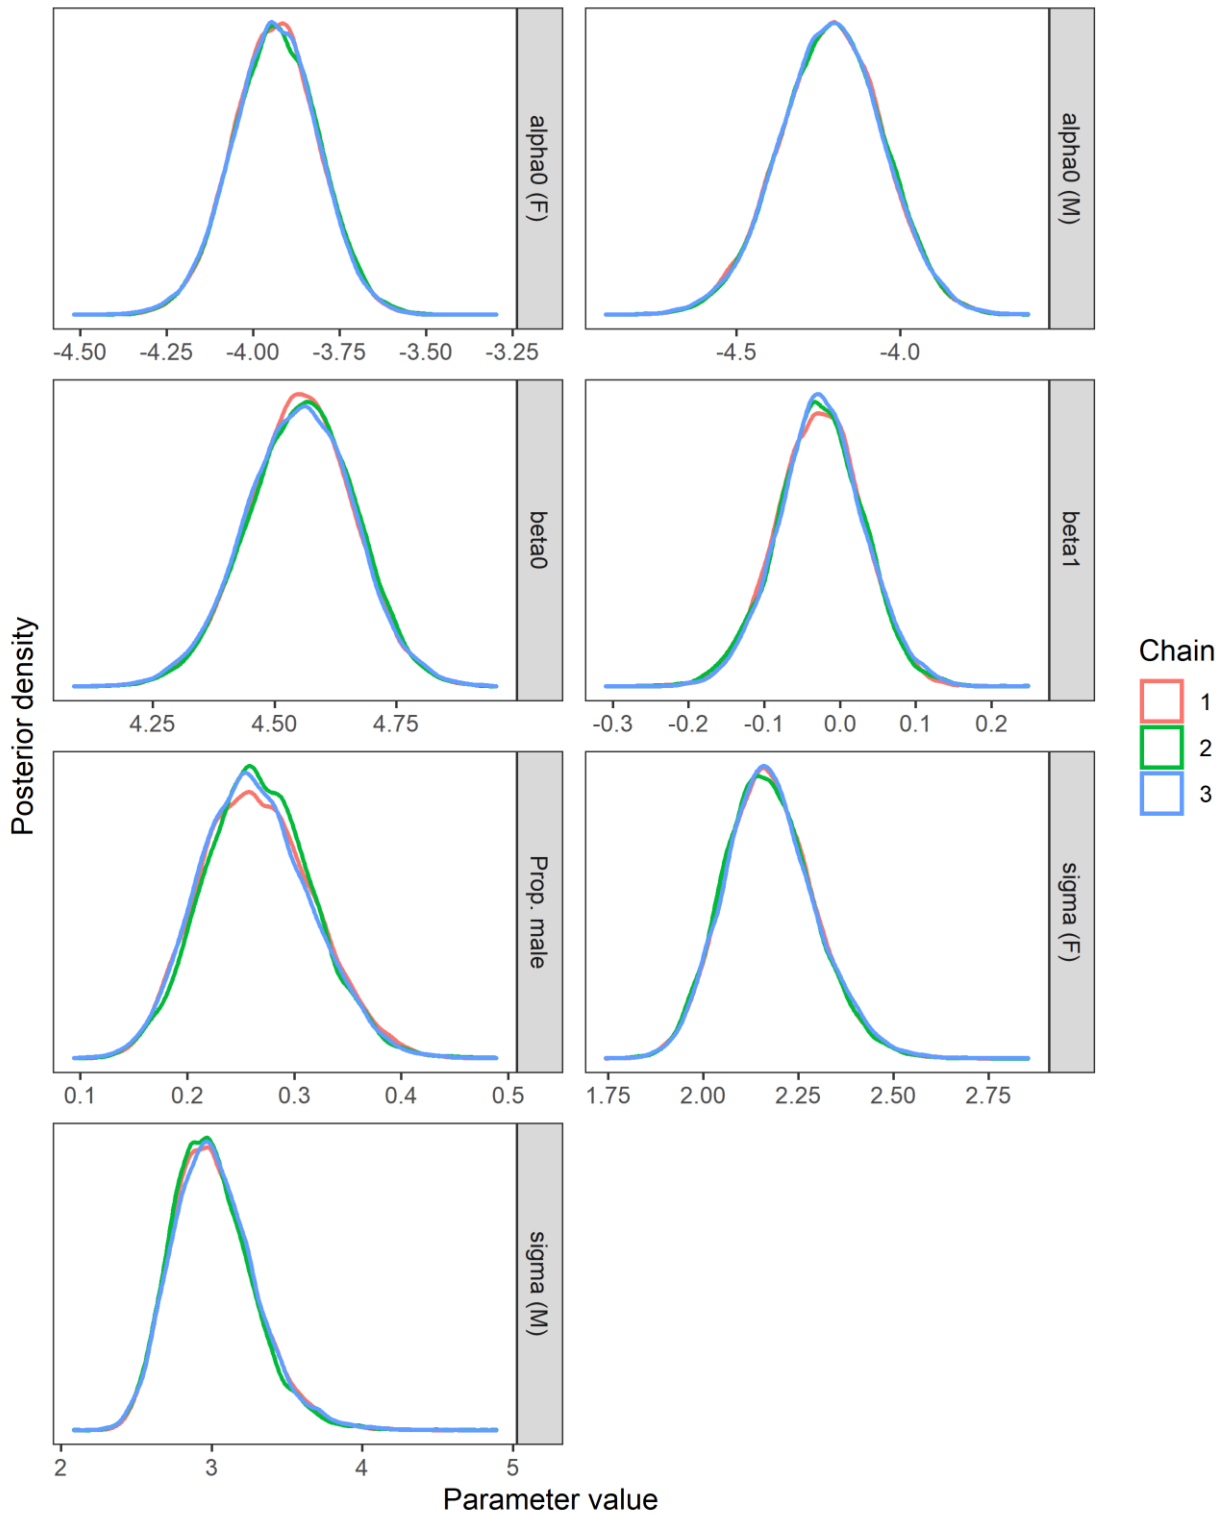 alpha0 (F)
-4.50 -4.25 -4.00 -3.75 -3.50 -3.25
alpha0 (M)
-4.5 -4.0
beta0
4.25 4.50 4.75
beta1
-0.3 -0.2 -0.1 0.0 0.1 0.2
Prop. male
0.1 0.2 0.3 0.4 0.5
sigma (F)
1.75 2.00 2.25 2.50 2.75
sigma (M)
2 3 4 5
Posterior density
Parameter value
Chain
1
2
3